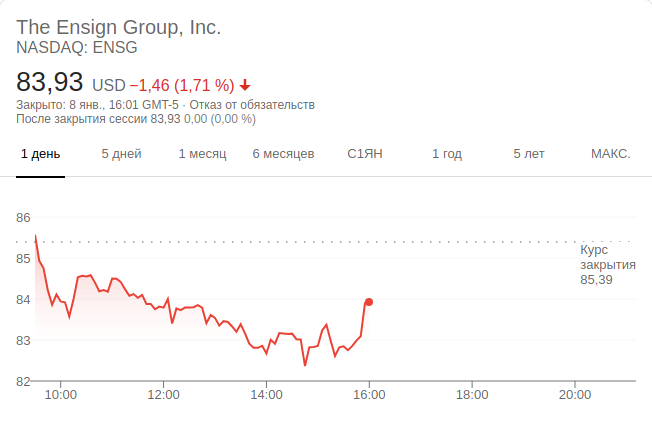 The Ensign Group, Inc.
NASDAQ: ENSG
83,93 USD −1,46 (1,71 %)
Закрыто: 8 янв., 16:01 GMT-5 · Отказ от обязательств
После закрытия сессии 83,93 0,00 (0,00 %)
1 день 5 дней 1 месяц 6 месяцев С1ЯН 1 год 5 лет МАКС.
86
Курс
85
закрытия
85,39
84
83
82
10:00 12:00 14:00 16:00 18:00 20:00